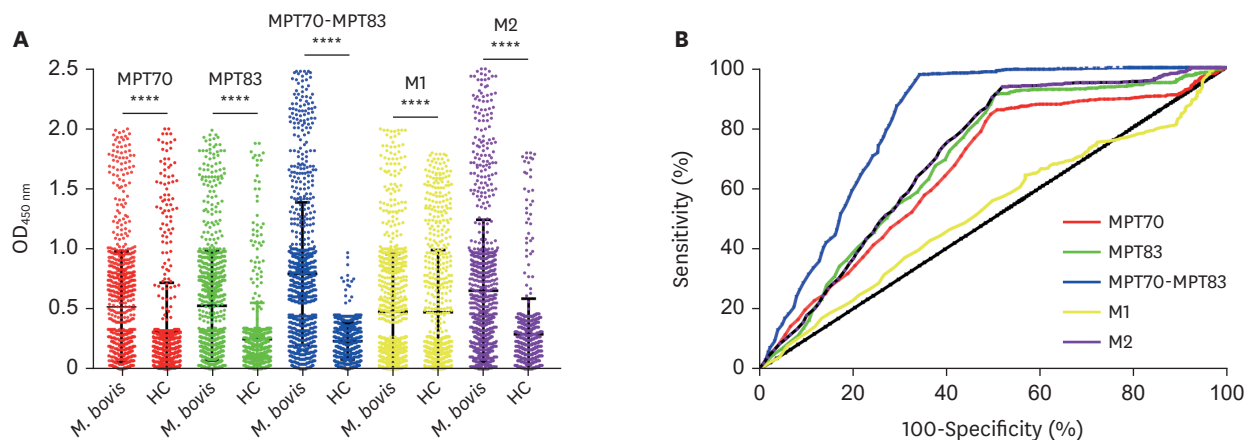 A
MPT70
****
MPT83
****
MPT70-MPT83
****
M1
****
M2
****
OD450 nm
2.5
2.0
1.5
1.0
0.5
0
M. bovis
HC
M. bovis
HC
M. bovis
HC
M. bovis
HC
M. bovis
HC
B
Sensitivity (%)
100
80
60
40
20
0
0 20 40 60 80 100
100-Specificity (%)
MPT70
MPT83
MPT70-MPT83
M1
M2